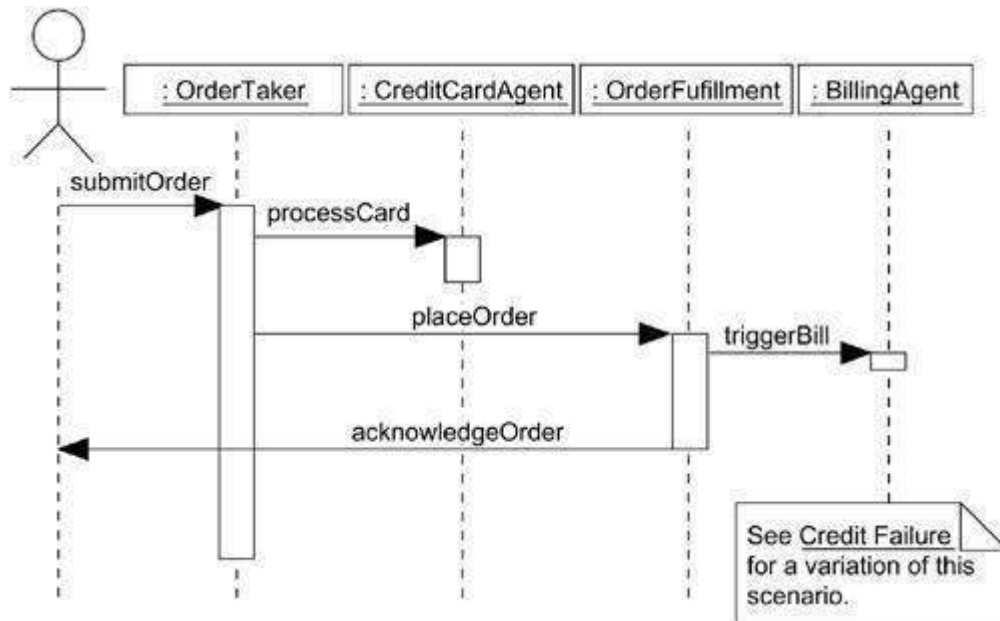 : OrderTaker
: CreditCardAgent
: OrderFufillment
: BillingAgent
submitOrder
processCard
placeOrder
triggerBill
acknowledgeOrder
See Credit Failure
for a variation of this
scenario.